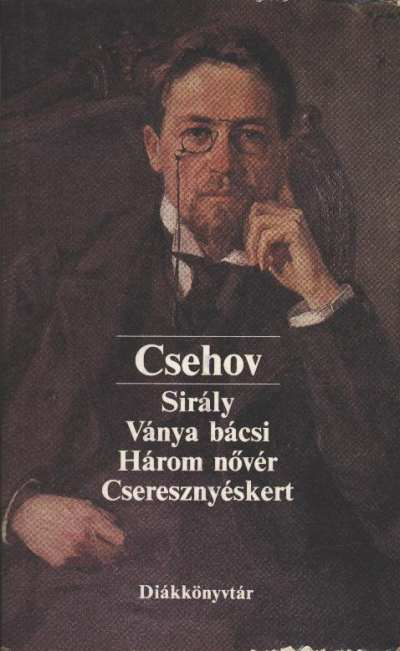 Csehov
Sirály
Ványa bácsi
Három nővér
Cseresznyéskert
Diákkönyvtár